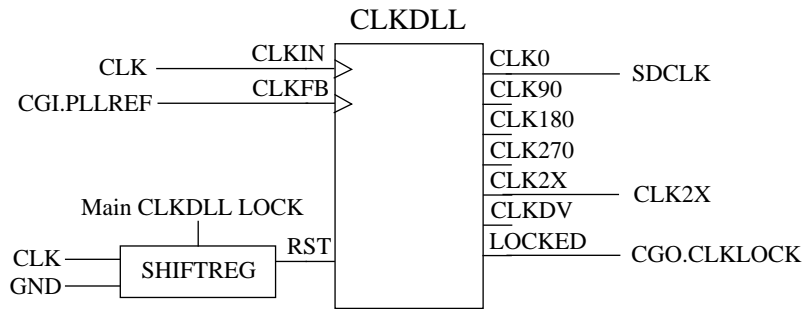 CLKDLL
CLK
CLKIN
CLK0
SDCLK
CGI.PLLREF
CLKFB
CLK90
CLK180
CLK270
CLK2X
CLK2X
Main CLKDLL LOCK
CLKDV
CLK
GND
SHIFTREG
RST
LOCKED
CGO.CLKLOCK